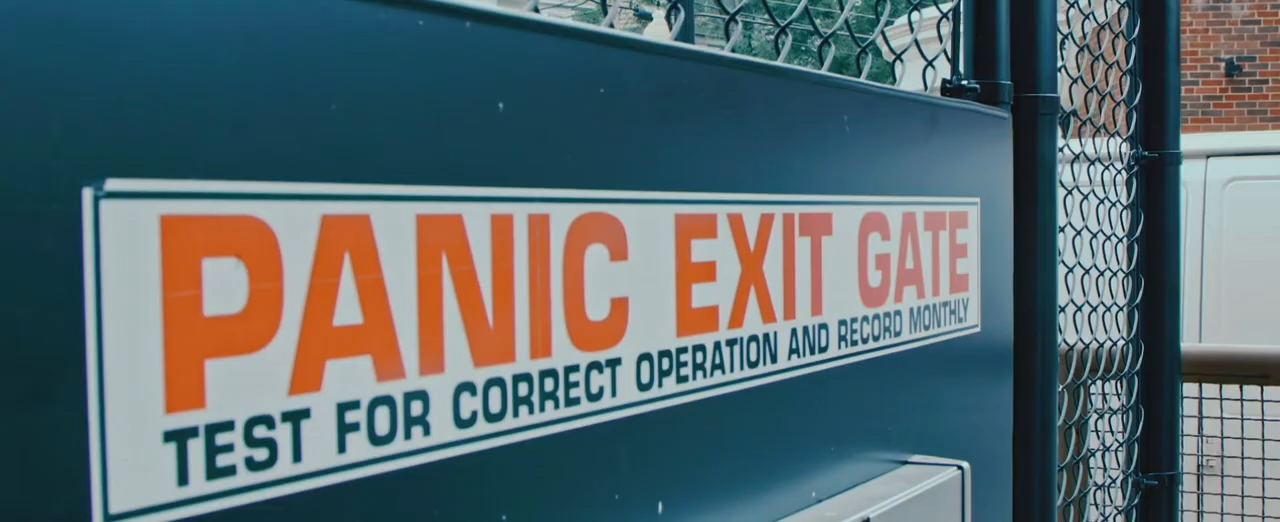 PANIC EXIT GATE
TEST FOR CORRECT OPERATION AND RECORD MONTHLY